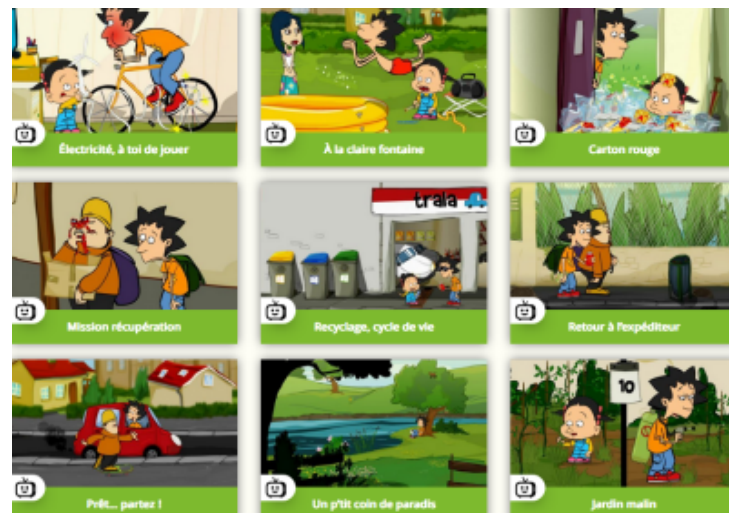 Électricité, à toi de jouer
À la claire fontaine
Carton rouge
trala
Mission récupération
Recyclage, cycle de vie
Retour à l'expéditeur
10
Prêt... partez !
Un p'tit coin de paradis
Jardin malin